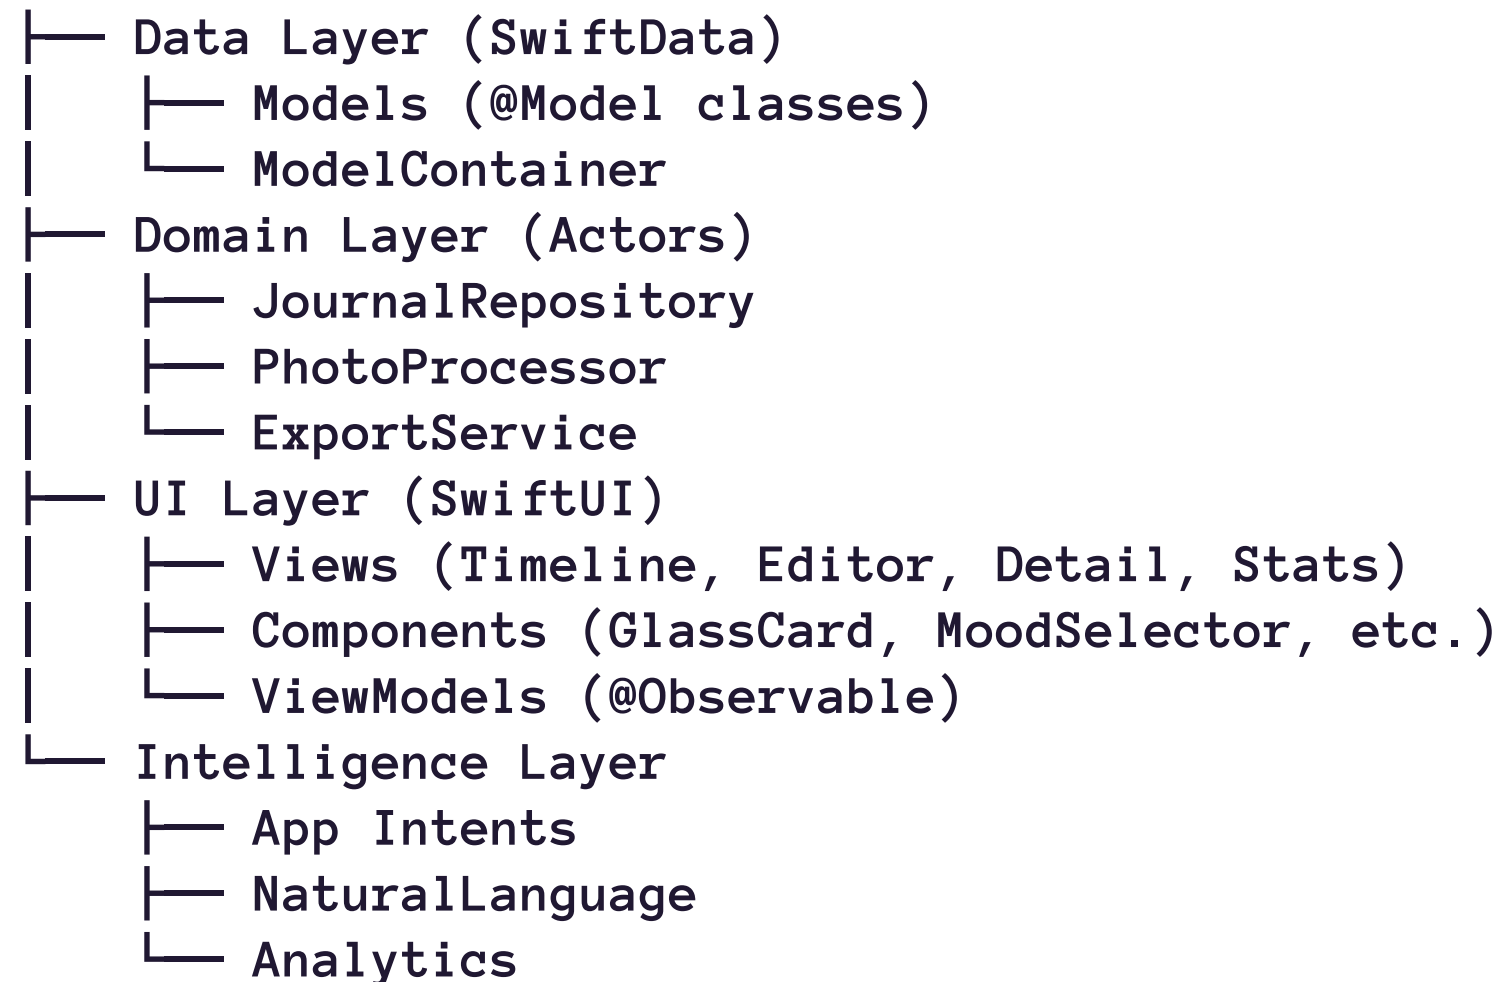 ├── Data Layer (SwiftData)
│   ├── Models (@Model classes)
│   └── ModelContainer
├── Domain Layer (Actors)
│   ├── JournalRepository
│   ├── PhotoProcessor
│   └── ExportService
├── UI Layer (SwiftUI)
│   ├── Views (Timeline, Editor, Detail, Stats)
│   ├── Components (GlassCard, MoodSelector, etc.)
│   └── ViewModels (@Observable)
└── Intelligence Layer
    ├── App Intents
    ├── NaturalLanguage
    └── Analytics